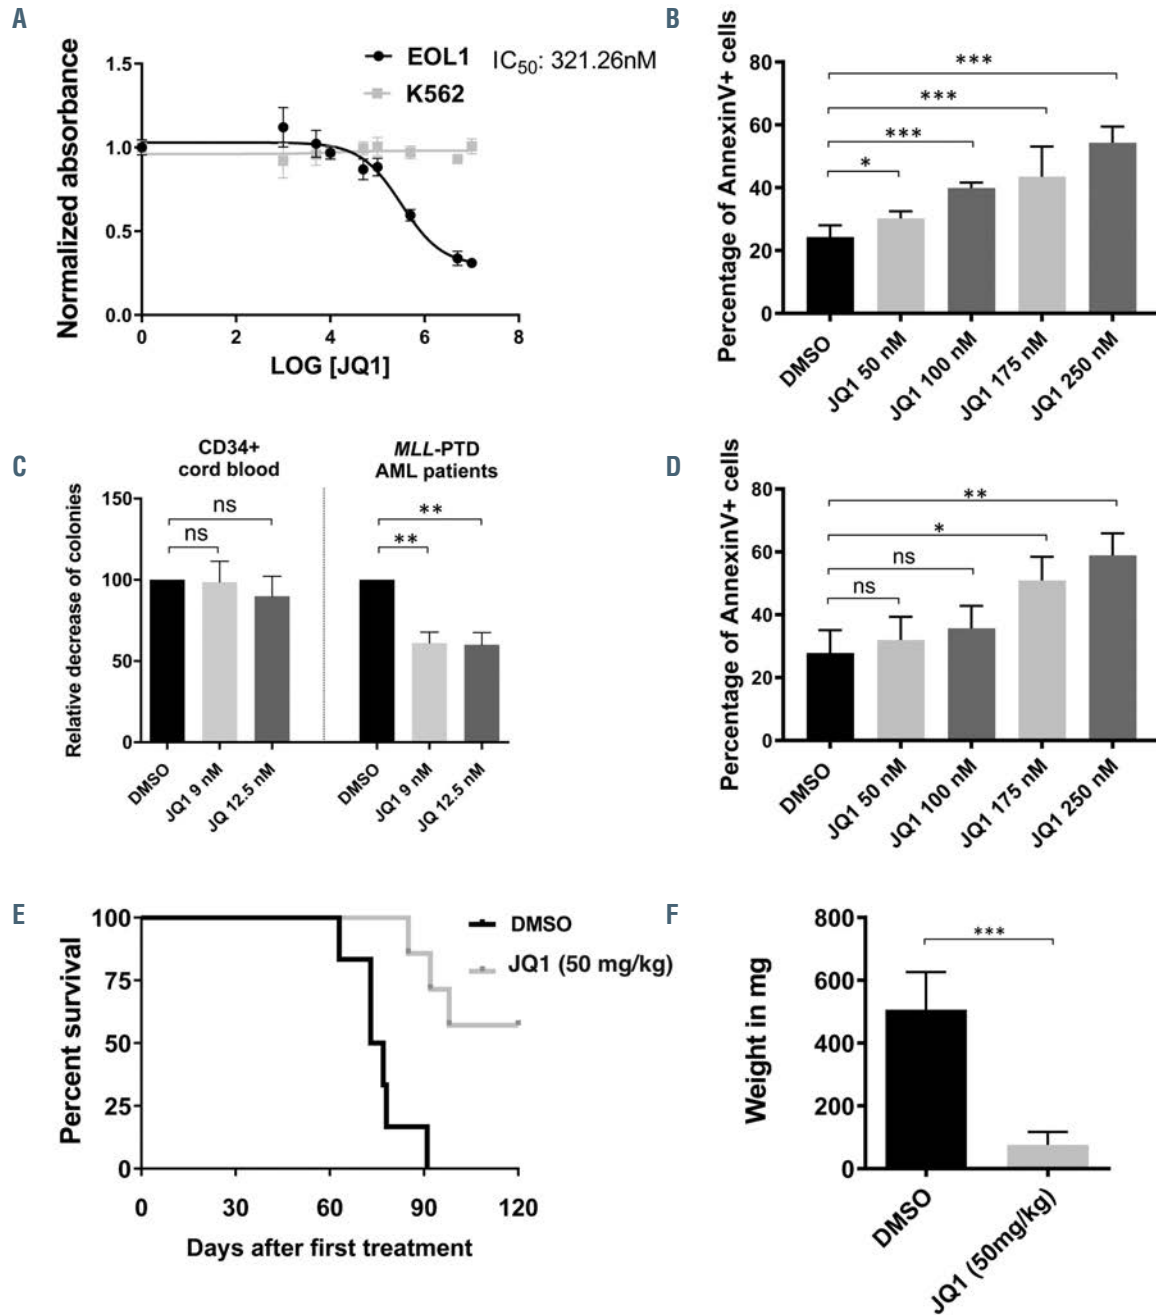 A
EOL1 IC50: 321.26nM
K562
Normalized absorbance
1.5
1.0
0.5
0.0
0 2 4 6 8
LOG [JQ1]
B
Percentage of AnnexinV+ cells
80
60
40
20
0
***
***
***
*
DMSO
JQ1 50 nM
JQ1 100 nM
JQ1 175 nM
JQ1 250 nM
C
CD34+
cord blood
MLL-PTD
AML patients
Relative decrease of colonies
150
100
50
0
ns
ns
**
**
DMSO
JQ1 9 nM
JQ 12.5 nM
DMSO
JQ1 9 nM
JQ 12.5 nM
D
Percentage of AnnexinV+ cells
80
60
40
20
0
**
*
ns
ns
DMSO
JQ1 50 nM
JQ1 100 nM
JQ1 175 nM
JQ1 250 nM
E
Percent survival
100
75
50
25
0
DMSO
JQ1 (50 mg/kg)
0 30 60 90 120
Days after first treatment
F
Weight in mg
800
600
400
200
0
***
DMSO
JQ1 (50mg/kg)